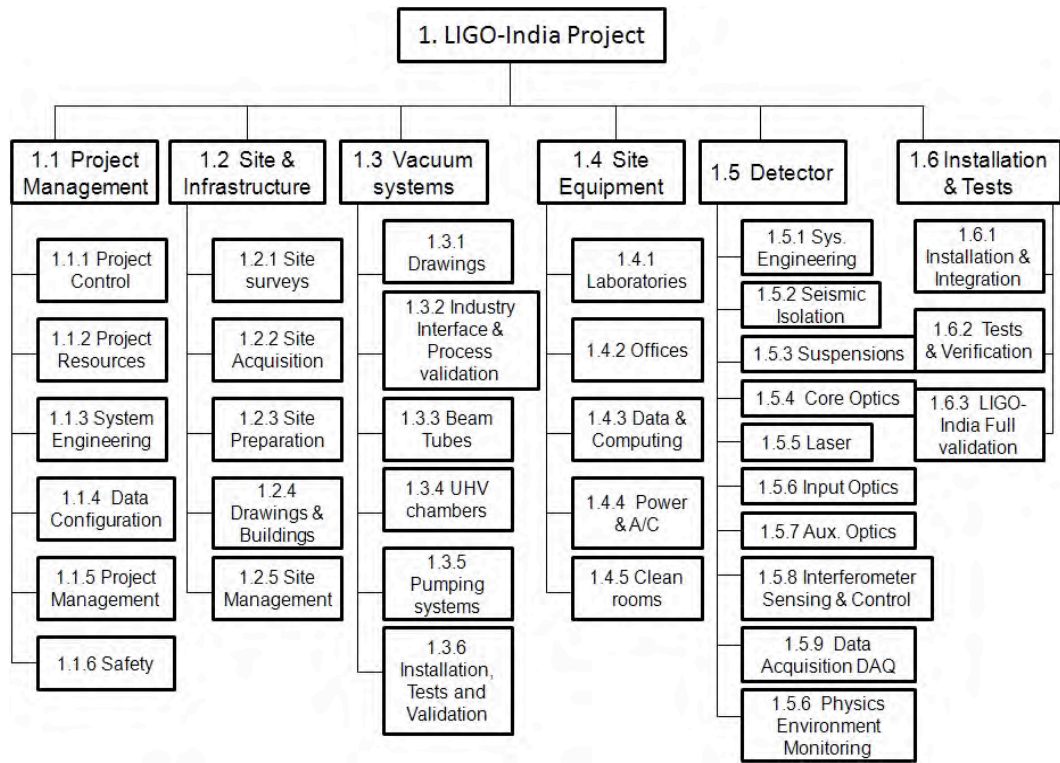 1. LIGO-India Project
1.1 Project
Management
1.1.1 Project
Control
1.1.2 Project
Resources
1.1.3 System
Engineering
1.1.4 Data
Configuration
1.1.5 Project
Management
1.1.6 Safety
1.2 Site &
Infrastructure
1.2.1 Site
surveys
1.2.2 Site
Acquisition
1.2.3 Site
Preparation
1.2.4
Drawings &
Buildings
1.2.5 Site
Management
1.3 Vacuum
systems
1.3.1
Drawings
1.3.2 Industry
Interface &
Process
validation
1.3.3 Beam
Tubes
1.3.4 UHV
chambers
1.3.5
Pumping
systems
1.3.6
Installation,
Tests and
Validation
1.4 Site
Equipment
1.4.1
Laboratories
1.4.2 Offices
1.4.3 Data &
Computing
1.4.4 Power
& A/C
1.4.5 Clean
rooms
1.5 Detector
1.5.1 Sys.
Engineering
1.5.2 Seismic
Isolation
1.5.3 Suspensions
1.5.4 Core Optics
1.5.5 Laser
1.5.6 Input Optics
1.5.7 Aux. Optics
1.5.8 Interferometer
Sensing & Control
1.5.9 Data
Acquisition DAQ
1.5.6 Physics
Environment
Monitoring
1.6 Installation
& Tests
1.6.1
Installation &
Integration
1.6.2 Tests
& Verification
1.6.3 LIGO-
India Full
validation